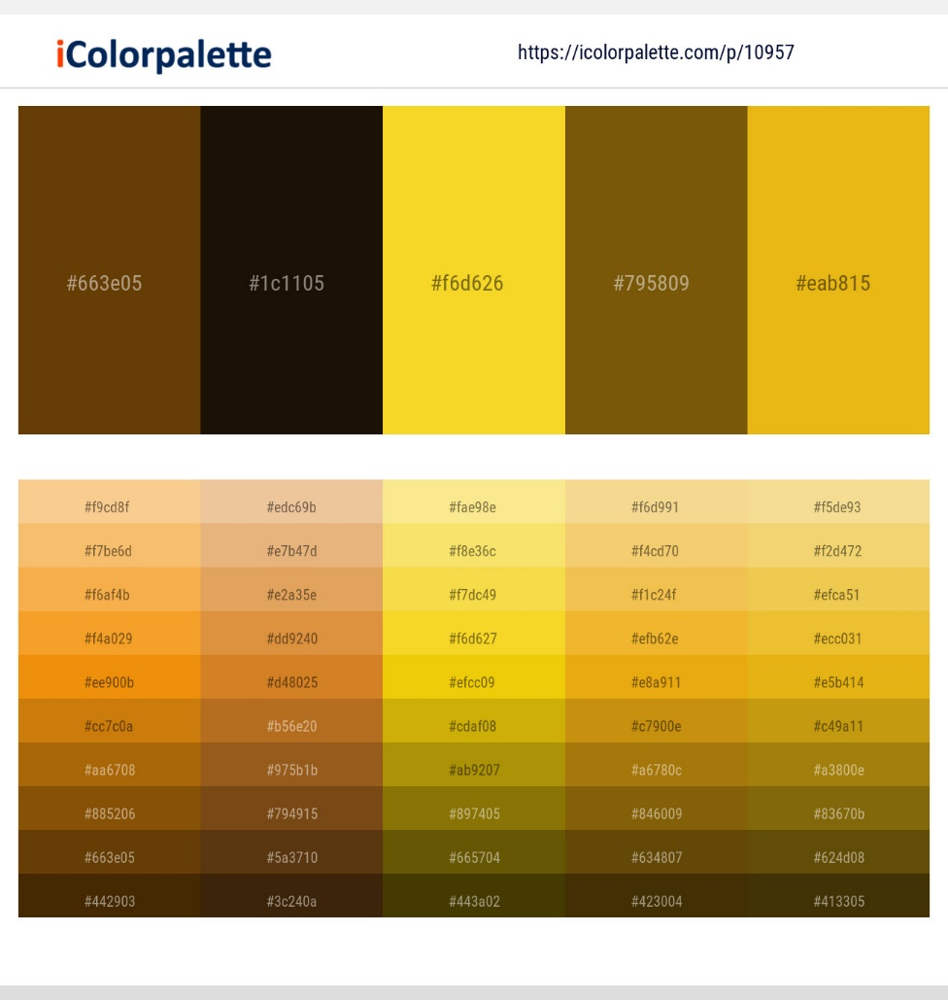 iColorpalette https://icolorpalette.com/p/10957
#663e05 #1c1105 #f6d626 #795809 #eab815
#f9cd8f #edc69b #fae98e #f6d991 #f5de93
#f7be6d #e7b47d #f8e36c #f4cd70 #f2d472
#f6af4b #e2a35e #f7dc49 #f1c24f #efca51
#f4a029 #dd9240 #f6d627 #efb62e #ecc031
#ee900b #d48025 #efcc09 #e8a911 #e5b414
#cc7c0a #b56e20 #cdaf08 #c7900e #c49a11
#aa6708 #975b1b #ab9207 #a6780c #a3800e
#885206 #794915 #897405 #846009 #83670b
#663e05 #5a3710 #665704 #634807 #624d08
#442903 #3c240a #443a02 #423004 #413305